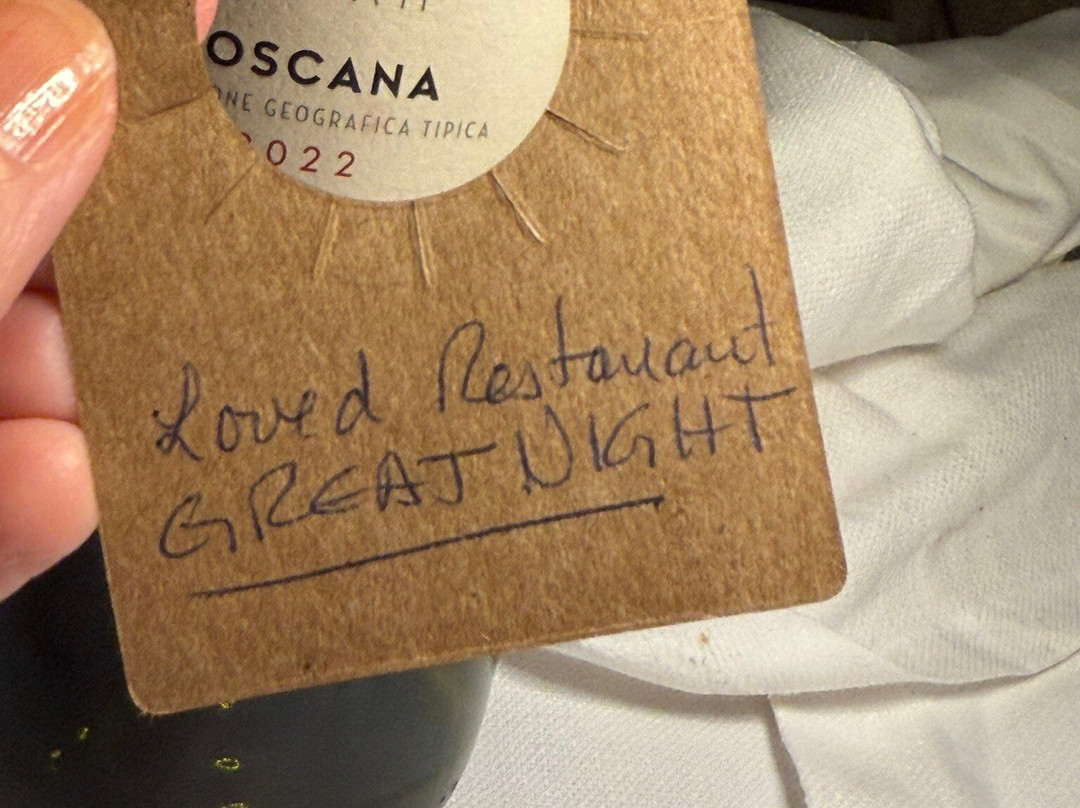 OSCANA
ONE GEOGRAFICA TIPICA
2022
Loved Restaurant
GREAT NIGHT